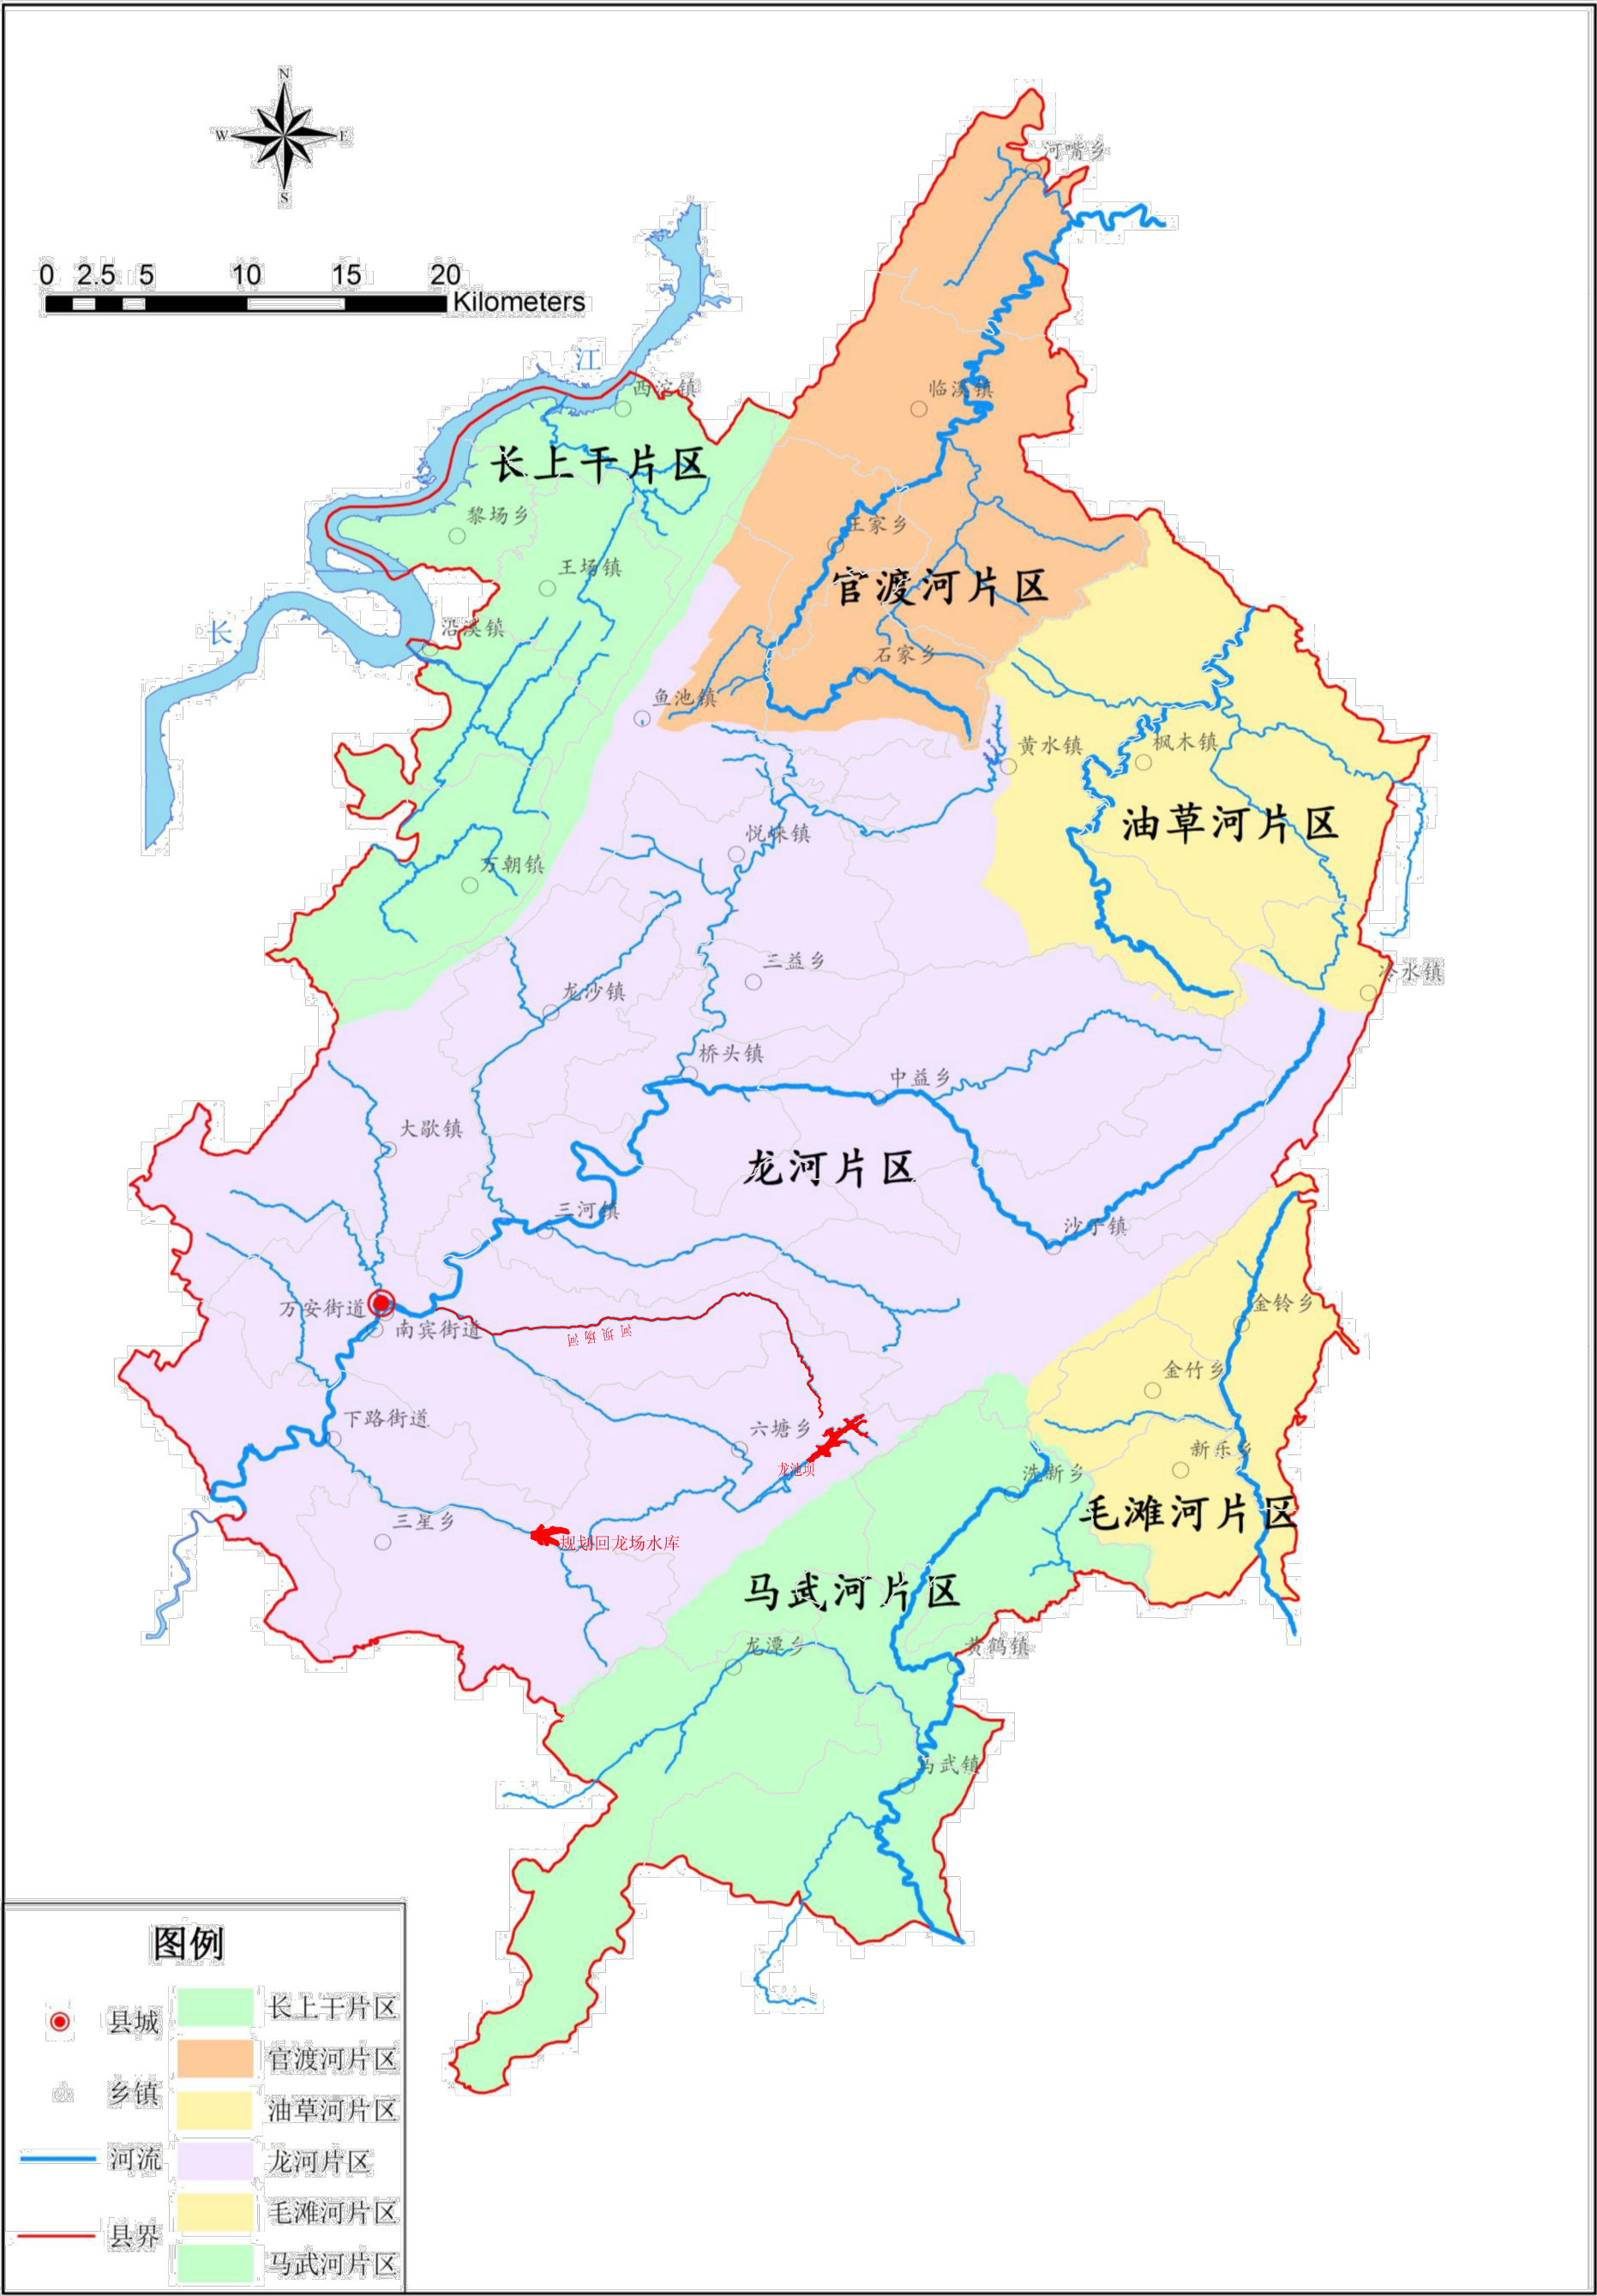 N
W
E
S
0 2.5 5 10 15 20
Kilometers
河嘴乡
江
西沱镇
临溪镇
长上干片区
黎场乡
王家乡
王场镇
官渡河片区
长
沿溪镇
石家乡
鱼池镇
黄水镇
枫木镇
油草河片区
悦崃镇
万朝镇
三益乡
冷水镇
龙沙镇
桥头镇
中益乡
大歇镇
龙河片区
三河镇
沙子镇
万安街道
南宾街道
河坝场河
金铃乡
金竹乡
下路街道
六塘乡
新乐乡
龙池坝
洗新乡
毛滩河片区
三星乡
规划回龙场水库
马武河片区
龙潭乡
黄鹤镇
马武镇
图例
县城
乡镇
河流
县界
长上干片区
官渡河片区
油草河片区
龙河片区
毛滩河片区
马武河片区